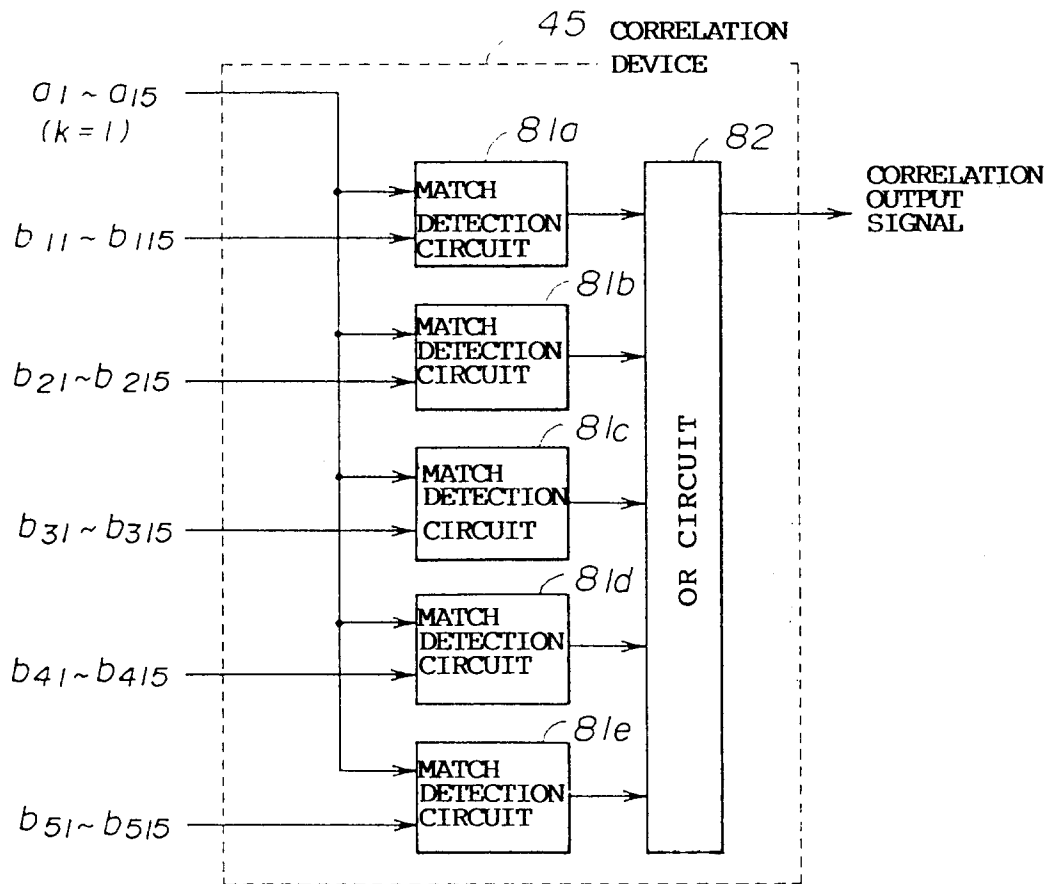 45 CORRELATION
DEVICE
a1 ~ a15
(k = 1)
81a
82
MATCH
DETECTION
CIRCUIT
CORRELATION
OUTPUT
SIGNAL
b11 ~ b115
81b
MATCH
DETECTION
CIRCUIT
b21 ~ b215
81c
MATCH
DETECTION
CIRCUIT
b31 ~ b315
OR CIRCUIT
81d
MATCH
DETECTION
CIRCUIT
b41 ~ b415
81e
MATCH
DETECTION
CIRCUIT
b51 ~ b515